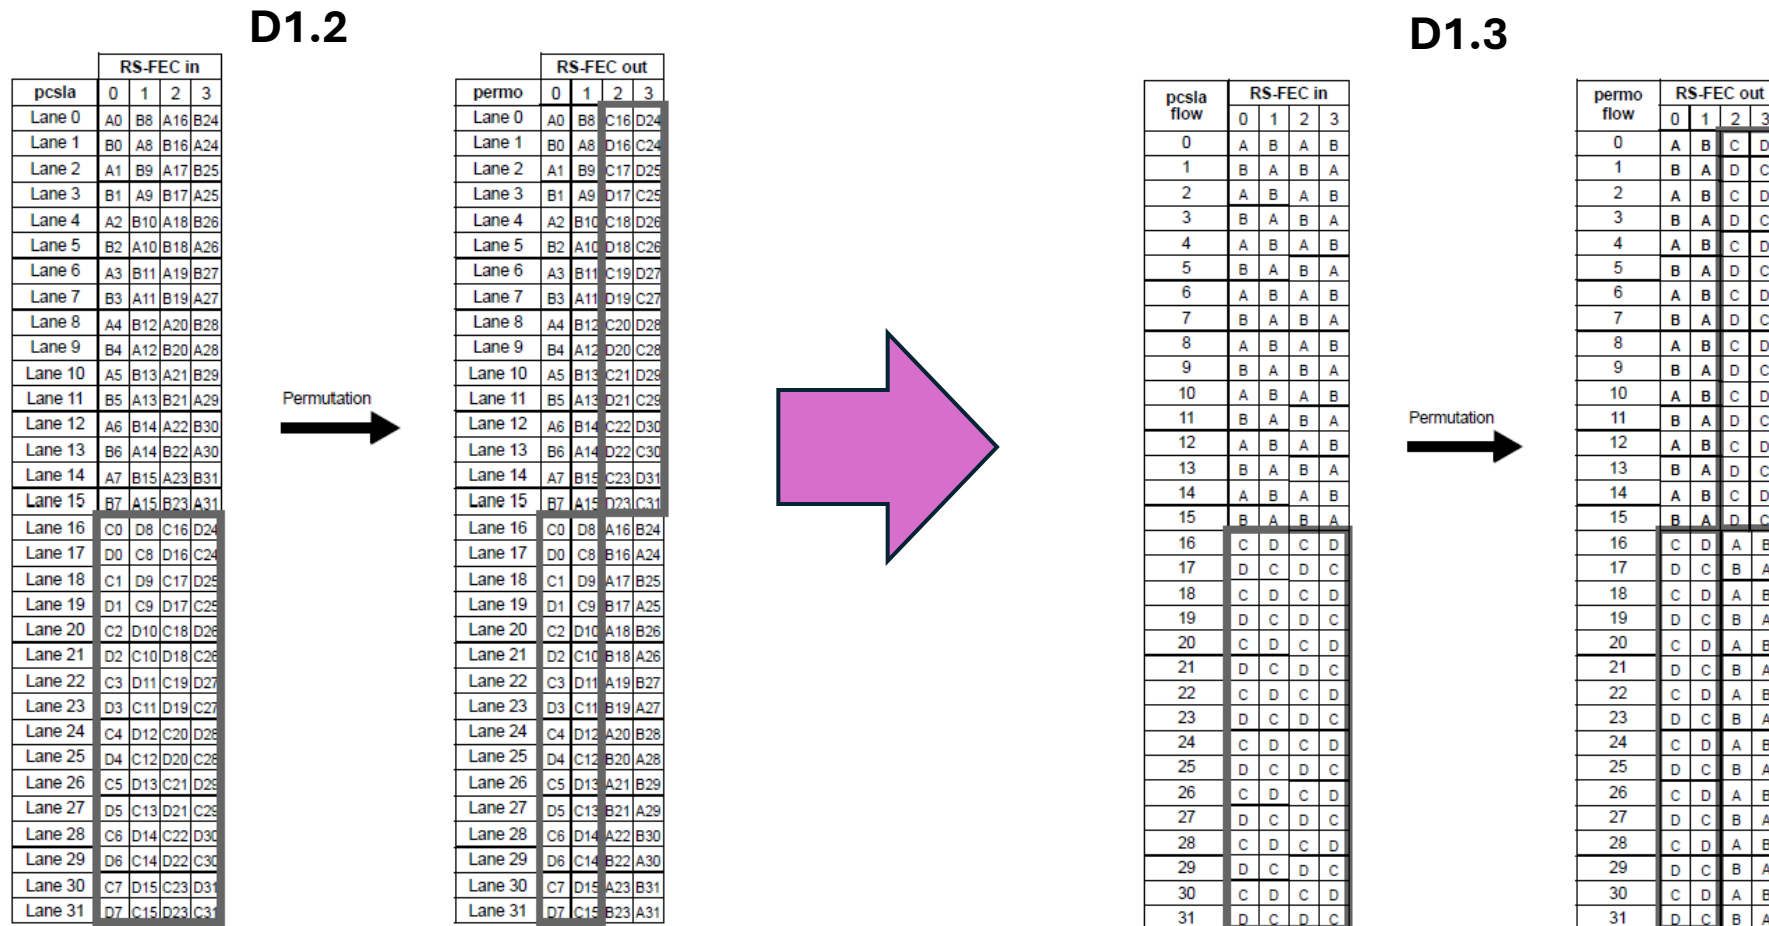 D1.2
RS-FEC in
pcsla 0 1 2 3
Lane 0 A0 B8 A16 B24
Lane 1 B0 A8 B16 A24
Lane 2 A1 B9 A17 B25
Lane 3 B1 A9 B17 A25
Lane 4 A2 B10 A18 B26
Lane 5 B2 A10 B18 A26
Lane 6 A3 B11 A19 B27
Lane 7 B3 A11 B19 A27
Lane 8 A4 B12 A20 B28
Lane 9 B4 A12 B20 A28
Lane 10 A5 B13 A21 B29
Lane 11 B5 A13 B21 A29
Lane 12 A6 B14 A22 B30
Lane 13 B6 A14 B22 A30
Lane 14 A7 B15 A23 B31
Lane 15 B7 A15 B23 A31
Lane 16 C0 D8 C16 D24
Lane 17 D0 C8 D16 C24
Lane 18 C1 D9 C17 D25
Lane 19 D1 C9 D17 C25
Lane 20 C2 D10 C18 D26
Lane 21 D2 C10 D18 C26
Lane 22 C3 D11 C19 D27
Lane 23 D3 C11 D19 C27
Lane 24 C4 D12 C20 D28
Lane 25 D4 C12 D20 C28
Lane 26 C5 D13 C21 D29
Lane 27 D5 C13 D21 C29
Lane 28 C6 D14 C22 D30
Lane 29 D6 C14 D22 C30
Lane 30 C7 D15 C23 D31
Lane 31 D7 C15 D23 C31
Permutation
RS-FEC out
permo 0 1 2 3
Lane 0 A0 B8 C16 D24
Lane 1 B0 A8 D16 C24
Lane 2 A1 B9 C17 D25
Lane 3 B1 A9 D17 C25
Lane 4 A2 B10 C18 D26
Lane 5 B2 A10 D18 C26
Lane 6 A3 B11 C19 D27
Lane 7 B3 A11 D19 C27
Lane 8 A4 B12 C20 D28
Lane 9 B4 A12 D20 C28
Lane 10 A5 B13 C21 D29
Lane 11 B5 A13 D21 C29
Lane 12 A6 B14 C22 D30
Lane 13 B6 A14 D22 C30
Lane 14 A7 B15 C23 D31
Lane 15 B7 A15 D23 C31
Lane 16 C0 D8 A16 B24
Lane 17 D0 C8 B16 A24
Lane 18 C1 D9 A17 B25
Lane 19 D1 C9 B17 A25
Lane 20 C2 D10 A18 B26
Lane 21 D2 C10 B18 A26
Lane 22 C3 D11 A19 B27
Lane 23 D3 C11 B19 A27
Lane 24 C4 D12 A20 B28
Lane 25 D4 C12 B20 A28
Lane 26 C5 D13 A21 B29
Lane 27 D5 C13 B21 A29
Lane 28 C6 D14 A22 B30
Lane 29 D6 C14 B22 A30
Lane 30 C7 D15 A23 B31
Lane 31 D7 C15 B23 A31
D1.3
pcsla RS-FEC in
flow 0 1 2 3
0 A B A B
1 B A B A
2 A B A B
3 B A B A
4 A B A B
5 B A B A
6 A B A B
7 B A B A
8 A B A B
9 B A B A
10 A B A B
11 B A B A
12 A B A B
13 B A B A
14 A B A B
15 B A B A
16 C D C D
17 D C D C
18 C D C D
19 D C D C
20 C D C D
21 D C D C
22 C D C D
23 D C D C
24 C D C D
25 D C D C
26 C D C D
27 D C D C
28 C D C D
29 D C D C
30 C D C D
31 D C D C
Permutation
permo RS-FEC out
flow 0 1 2 3
0 A B C D
1 B A D C
2 A B C D
3 B A D C
4 A B C D
5 B A D C
6 A B C D
7 B A D C
8 A B C D
9 B A D C
10 A B C D
11 B A D C
12 A B C D
13 B A D C
14 A B C D
15 B A D C
16 C D A B
17 D C B A
18 C D A B
19 D C B A
20 C D A B
21 D C B A
22 C D A B
23 D C B A
24 C D A B
25 D C B A
26 C D A B
27 D C B A
28 C D A B
29 D C B A
30 C D A B
31 D C B A